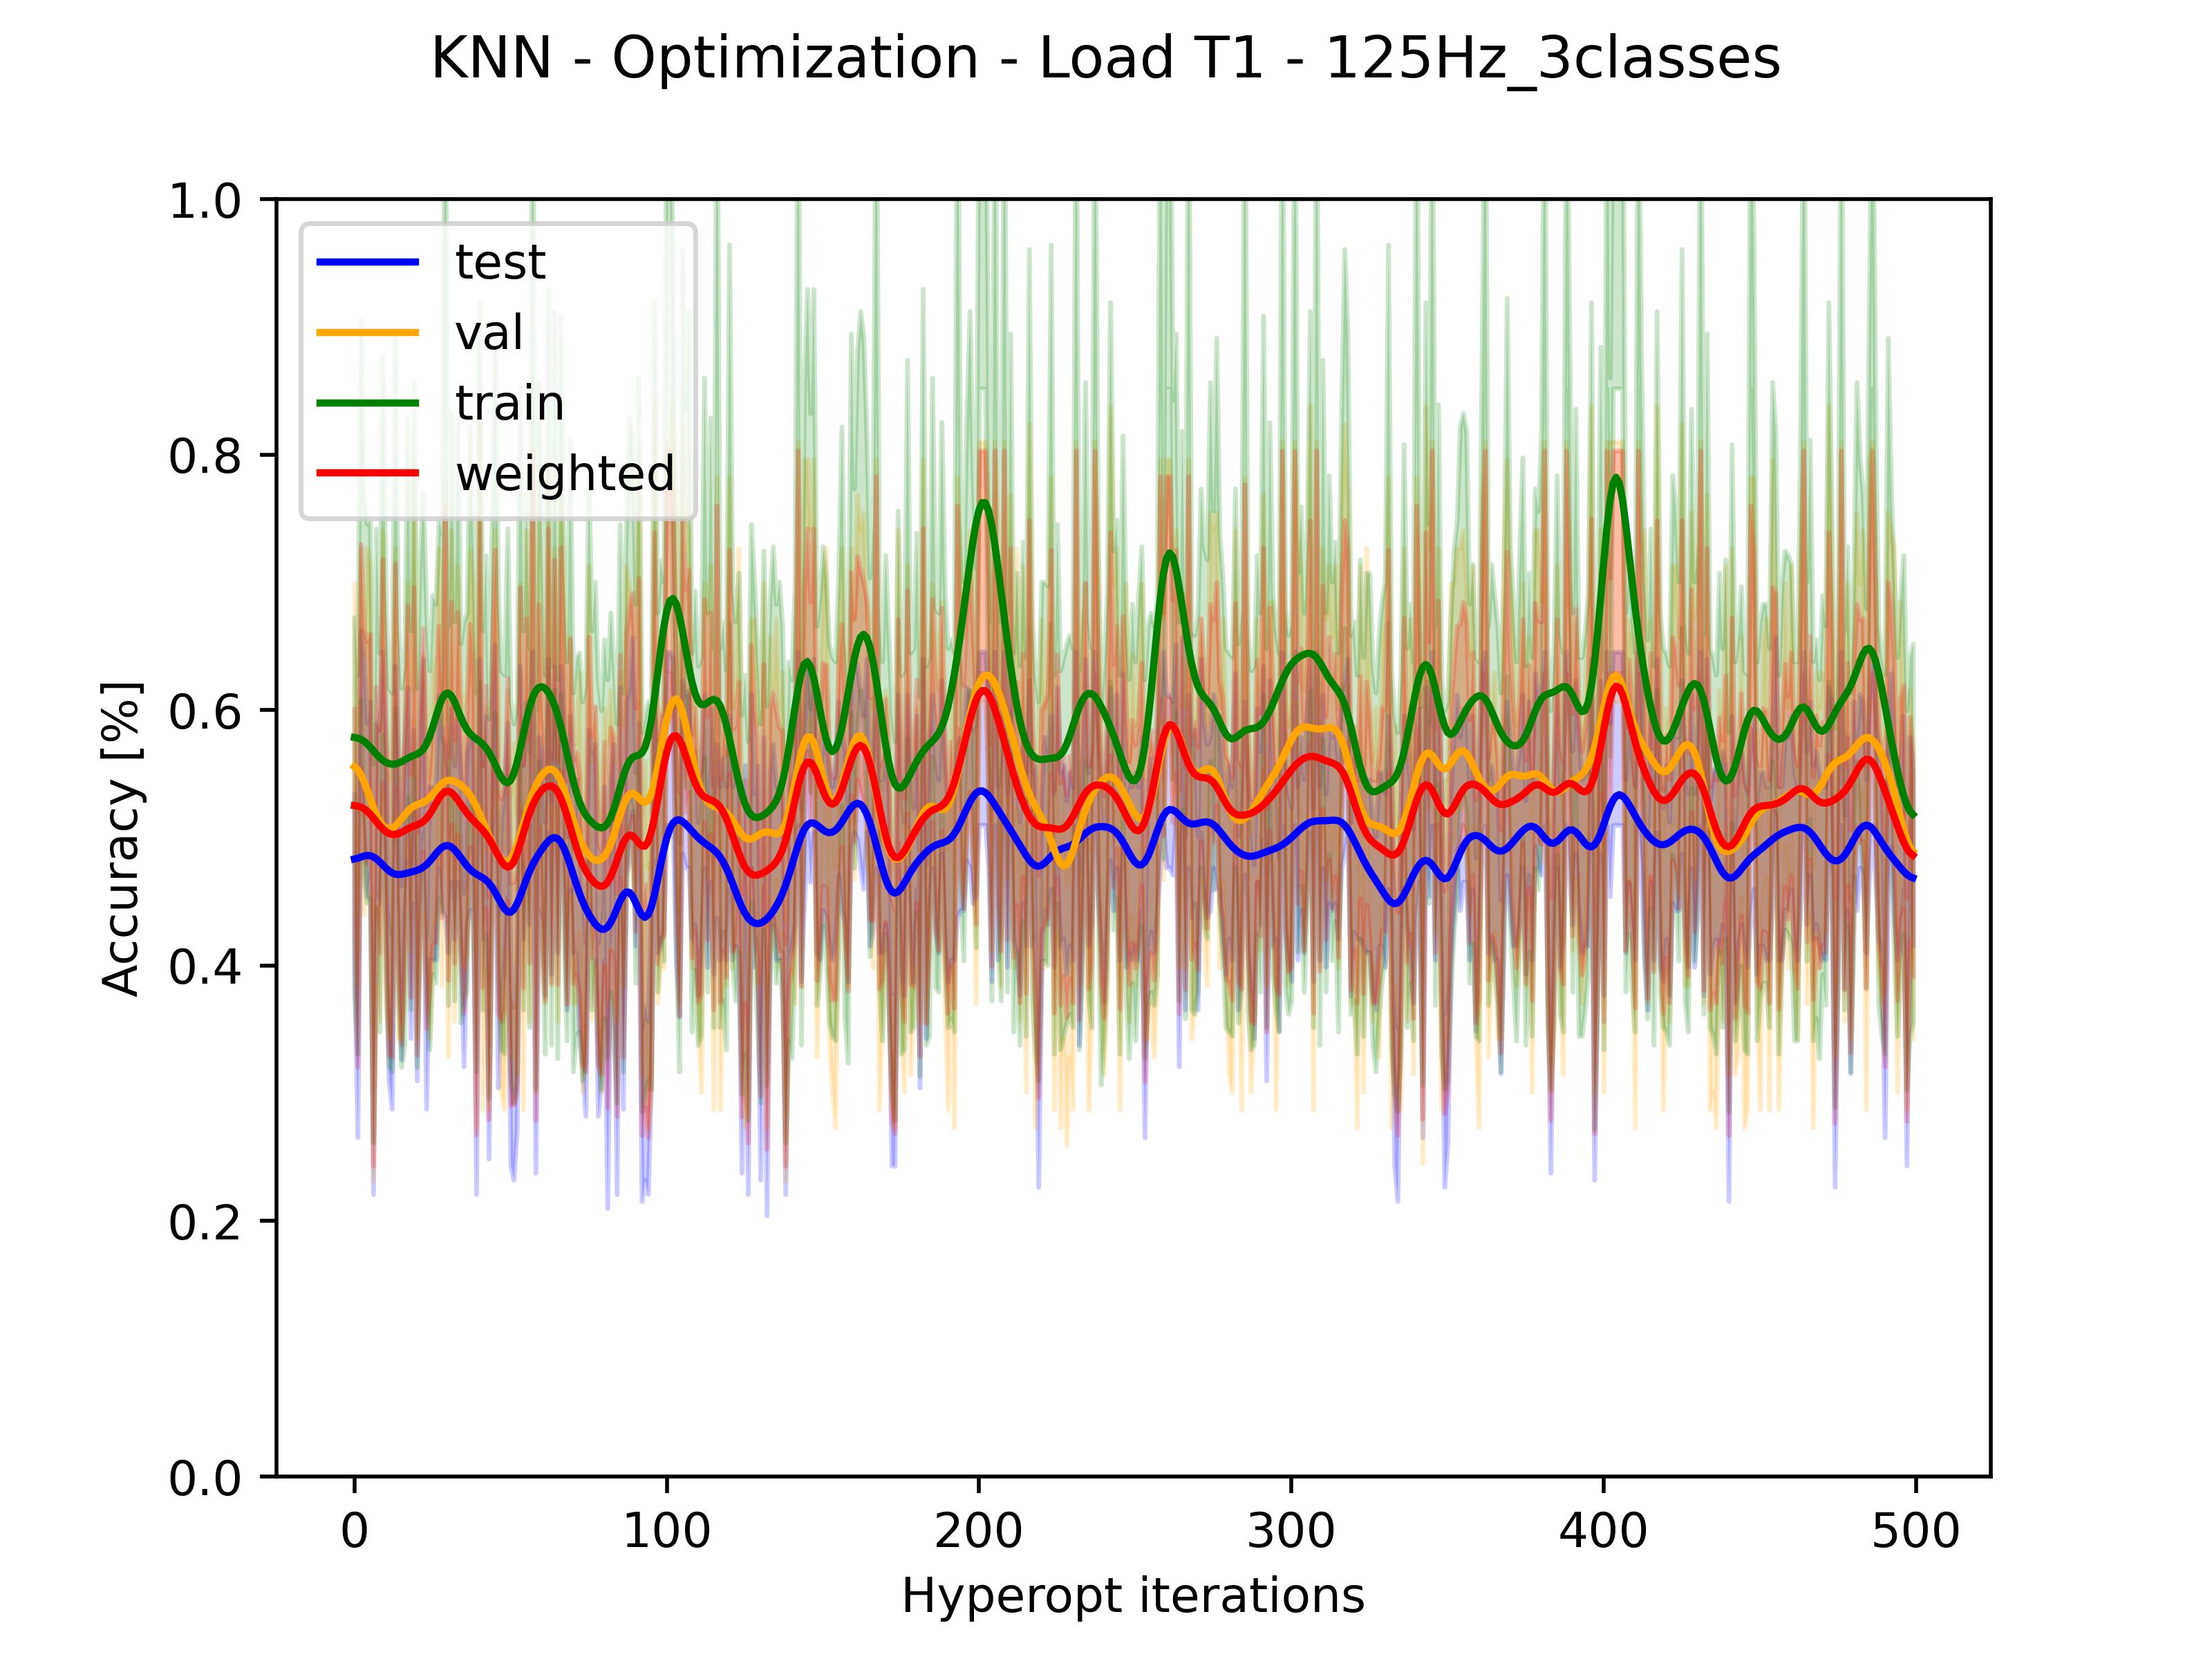 KNN - Optimization - Load T1 - 125Hz_3classes
1.0
0.8
0.6
0.4
0.2
0.0
Accuracy [%]
test
val
train
weighted
0 100 200 300 400 500
Hyperopt iterations